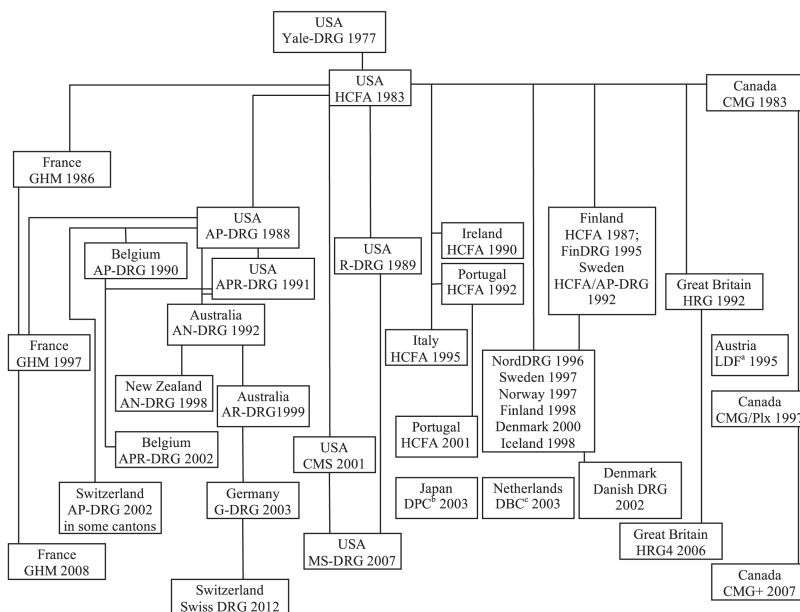 USA
Yale-DRG 1977
USA
HCFA 1983
Canada
CMG 1983
France
GHM 1986
USA
AP-DRG 1988
Belgium
AP-DRG 1990
USA
APR-DRG 1991
USA
R-DRG 1989
Ireland
HCFA 1990
Portugal
HCFA 1992
Finland
HCFA 1987;
FinDRG 1995
Sweden
HCFA/AP-DRG
1992
Great Britain
HRG 1992
Australia
AN-DRG 1992
France
GHM 1997
Italy
HCFA 1995
Austria
LDFᵃ 1995
New Zealand
AN-DRG 1998
Australia
AR-DRG1999
NordDRG 1996
Sweden 1997
Norway 1997
Finland 1998
Denmark 2000
Iceland 1998
Canada
CMG/Plx 1997
Belgium
APR-DRG 2002
Portugal
HCFA 2001
USA
CMS 2001
Switzerland
AP-DRG 2002
in some cantons
Germany
G-DRG 2003
Japan
DPCᵇ 2003
Netherlands
DBCᶜ 2003
Denmark
Danish DRG
2002
France
GHM 2008
USA
MS-DRG 2007
Great Britain
HRG4 2006
Switzerland
Swiss DRG 2012
Canada
CMG+ 2007